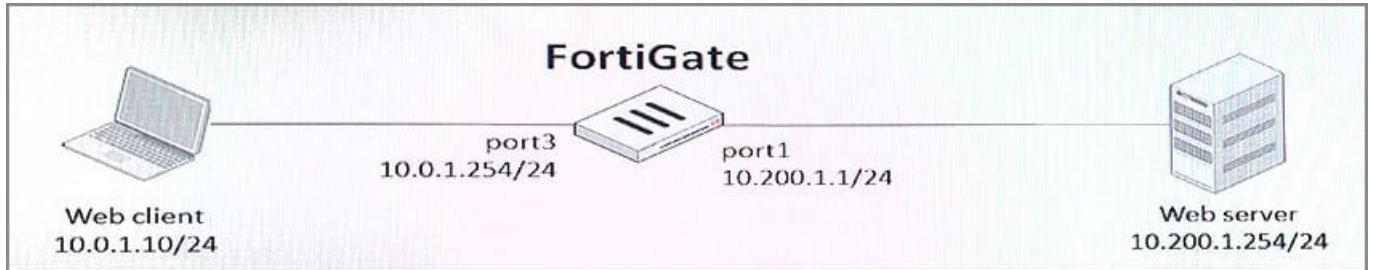 FortiGate
port3
10.0.1.254/24
port1
10.200.1.1/24
Web client
10.0.1.10/24
Web server
10.200.1.254/24